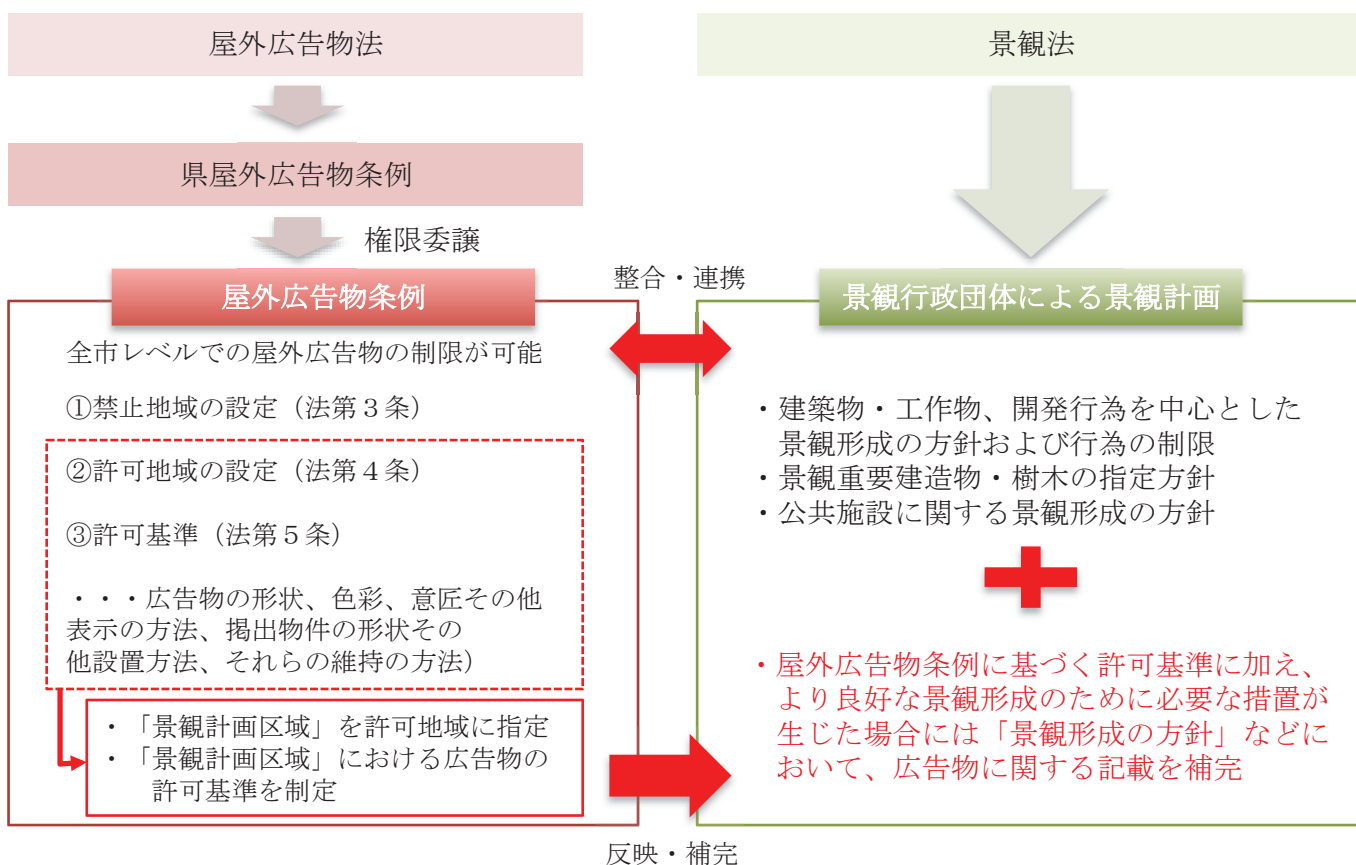 屋外広告物法
県屋外広告物条例
権限委譲
屋外広告物条例
全市レベルでの屋外広告物の制限が可能
①禁止地域の設定（法第３条）
②許可地域の設定（法第４条）
③許可基準（法第５条）
・・・広告物の形状、色彩、意匠その他
表示の方法、掲出物件の形状その
他設置方法、それらの維持の方法）
・「景観計画区域」を許可地域に指定
・「景観計画区域」における広告物の
許可基準を制定
整合・連携
反映・補完
景観法
景観行政団体による景観計画
・建築物・工作物、開発行為を中心とした
景観形成の方針および行為の制限
・景観重要建造物・樹木の指定方針
・公共施設に関する景観形成の方針
・屋外広告物条例に基づく許可基準に加え、
より良好な景観形成のために必要な措置が
生じた場合には「景観形成の方針」などに
おいて、広告物に関する記載を補完